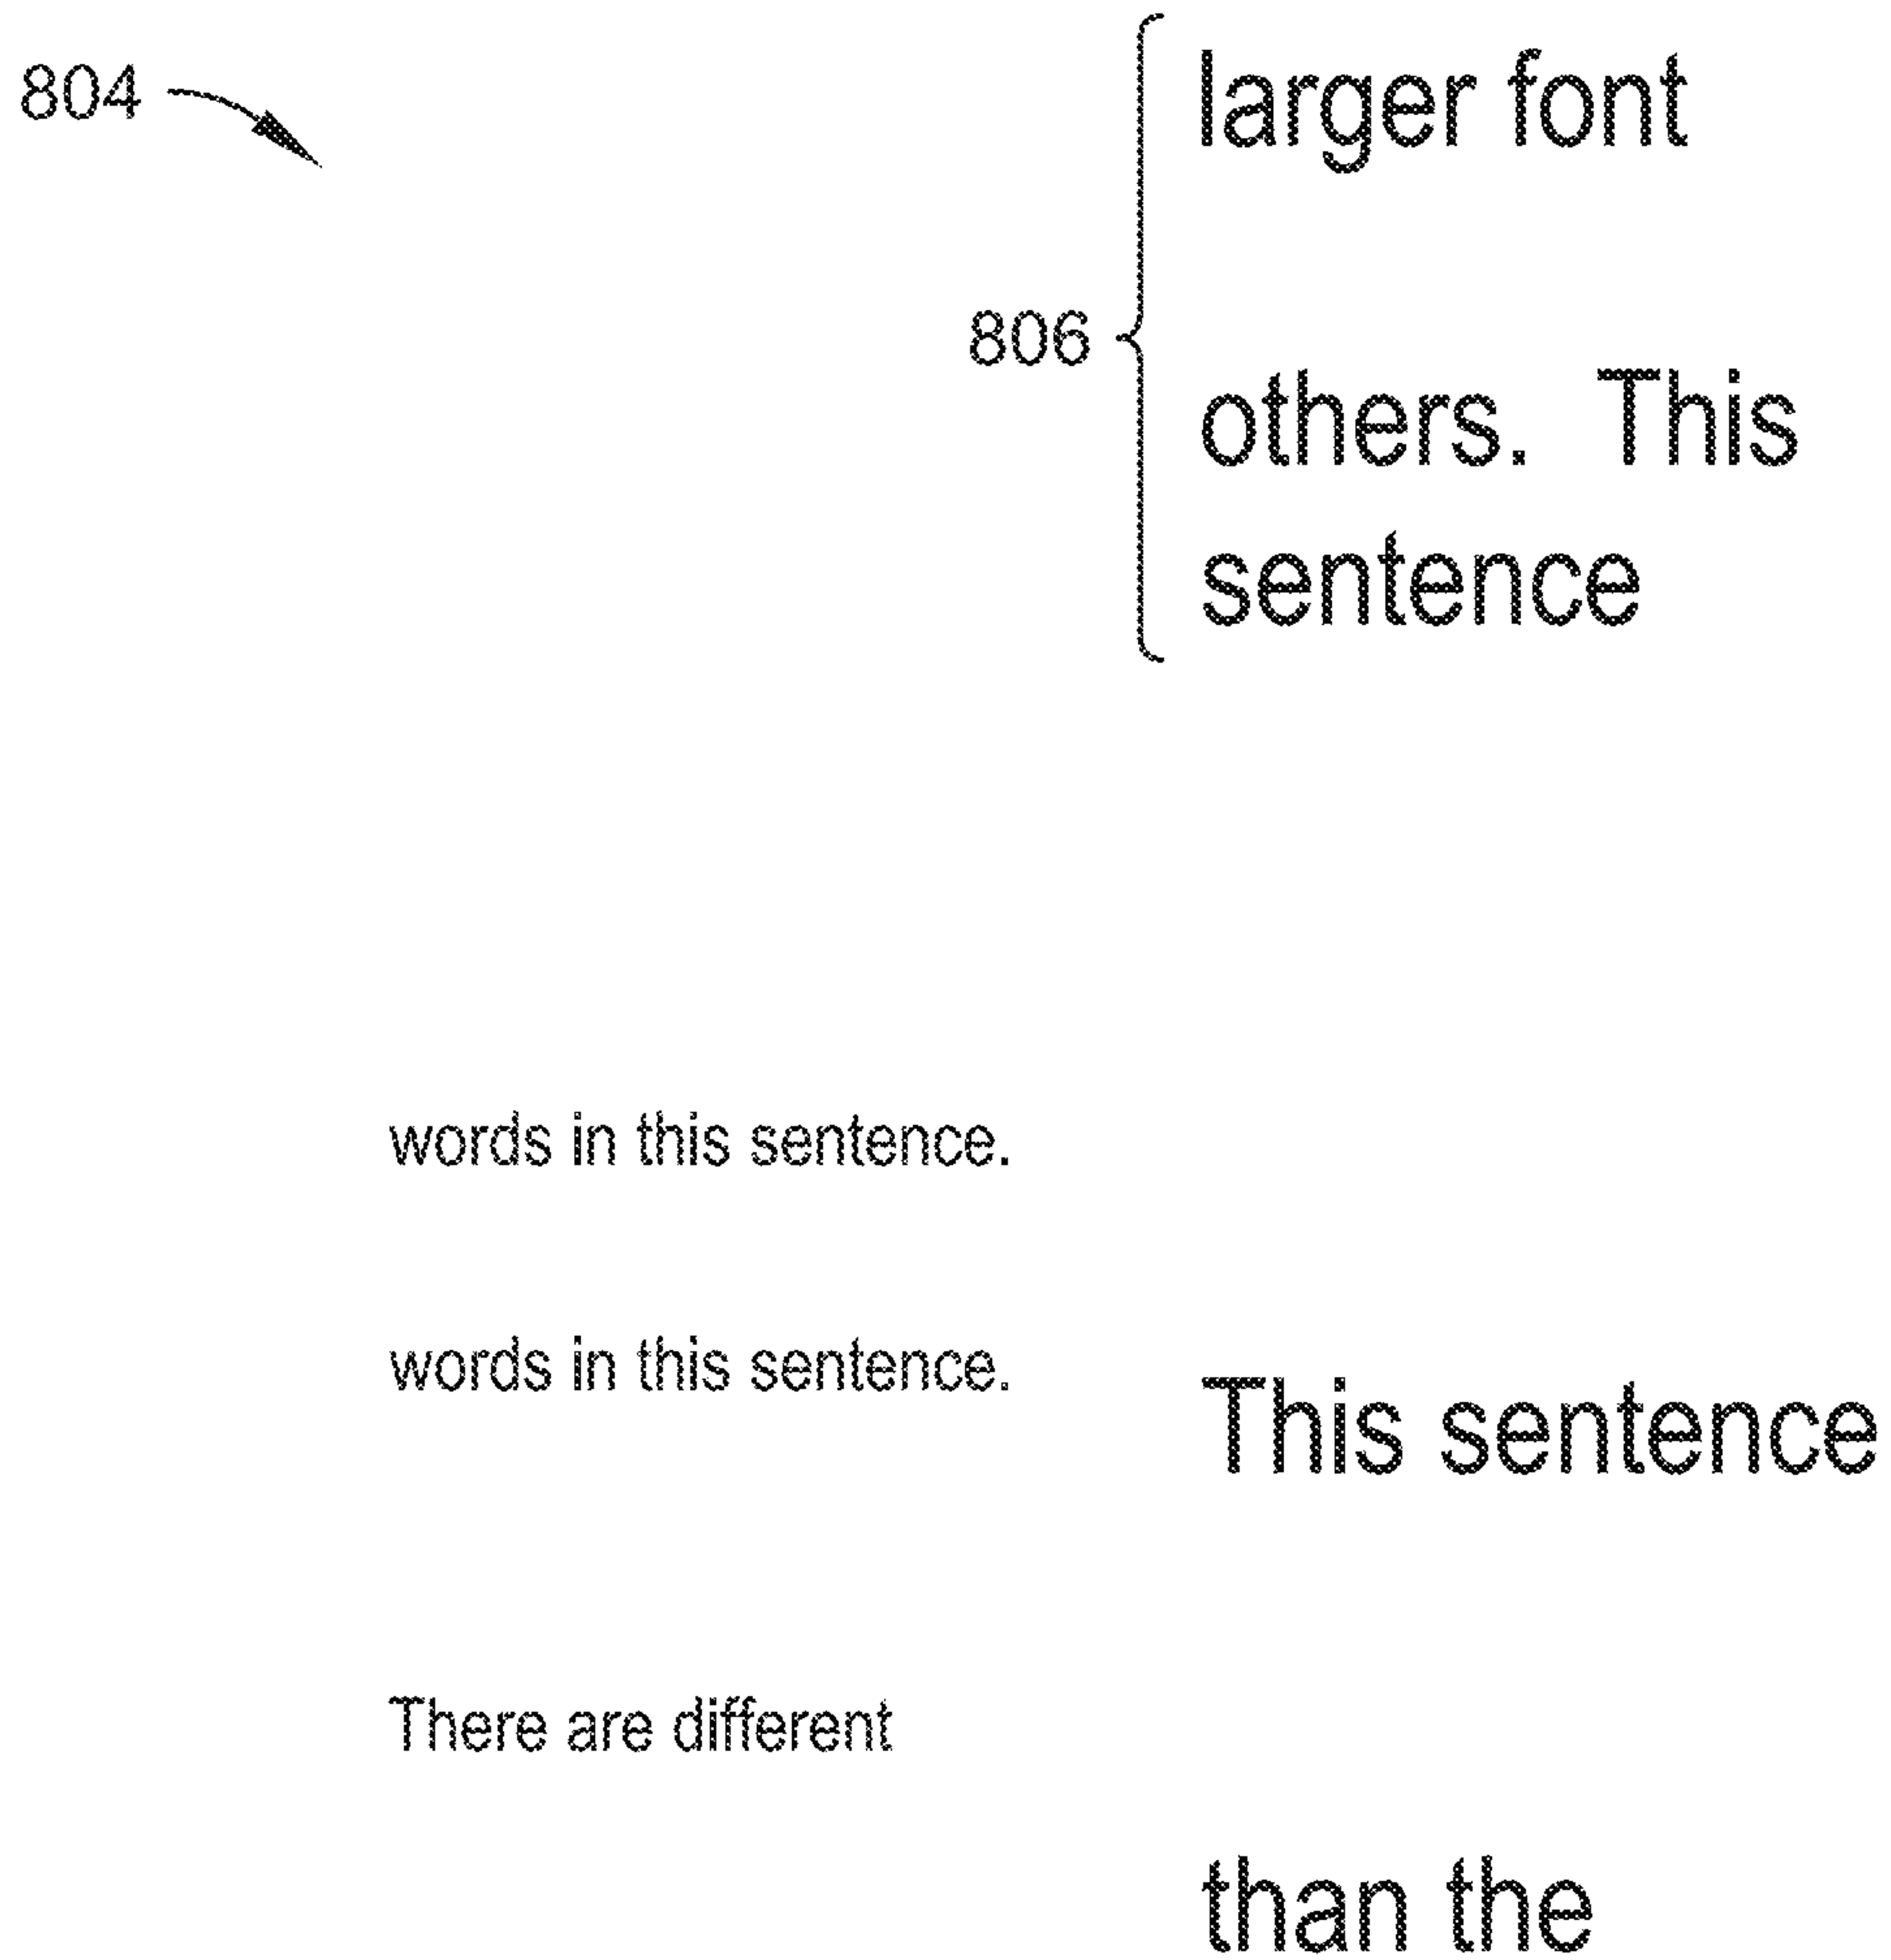 804
larger font
806
others. This
sentence
words in this sentence.
words in this sentence.
This sentence
There are different
than the